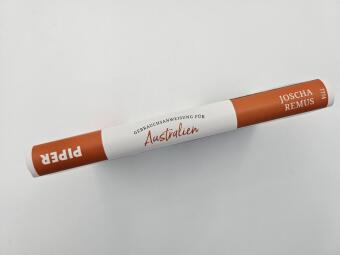 PIPER
GEBRAUCHSANWEISUNG FÜR
Australien
JOSCHA
REMUS